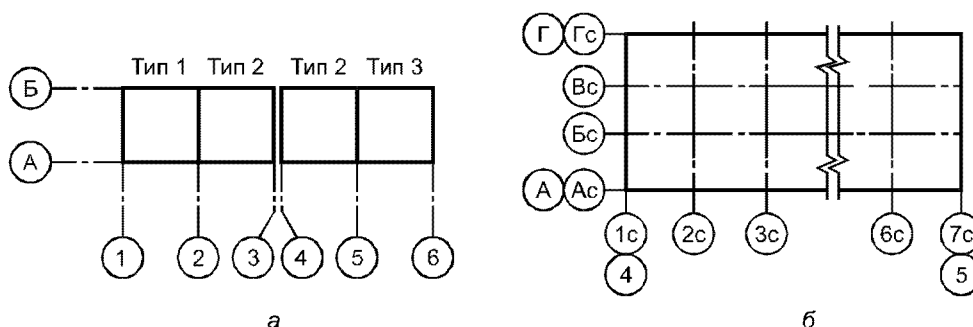 Тип 1 Тип 2 Тип 2 Тип 3
Б
А
1 2 3 4 5 6
а
Г Гс
Вс
Бс
А Ас
1с 2с 3с 6с 7с
4 5
б